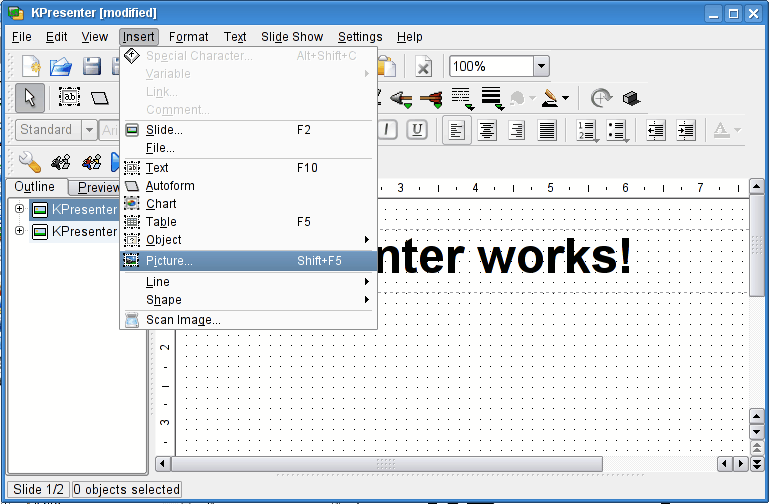 KPresenter [modified]
File Edit View Insert Format Text Slide Show Settings Help
Special Character... Alt+Shift+C
Variable
Link...
Comment...
Slide... F2
File...
Text F10
Autoform
Chart
Table F5
Object
Picture... Shift+F5
Line
Shape
Scan Image...
100%
Standard Ari
I U
Outline Preview
KPresenter
KPresenter
3 4 5 6 7
nter works!
2
3
Slide 1/2 0 objects selected